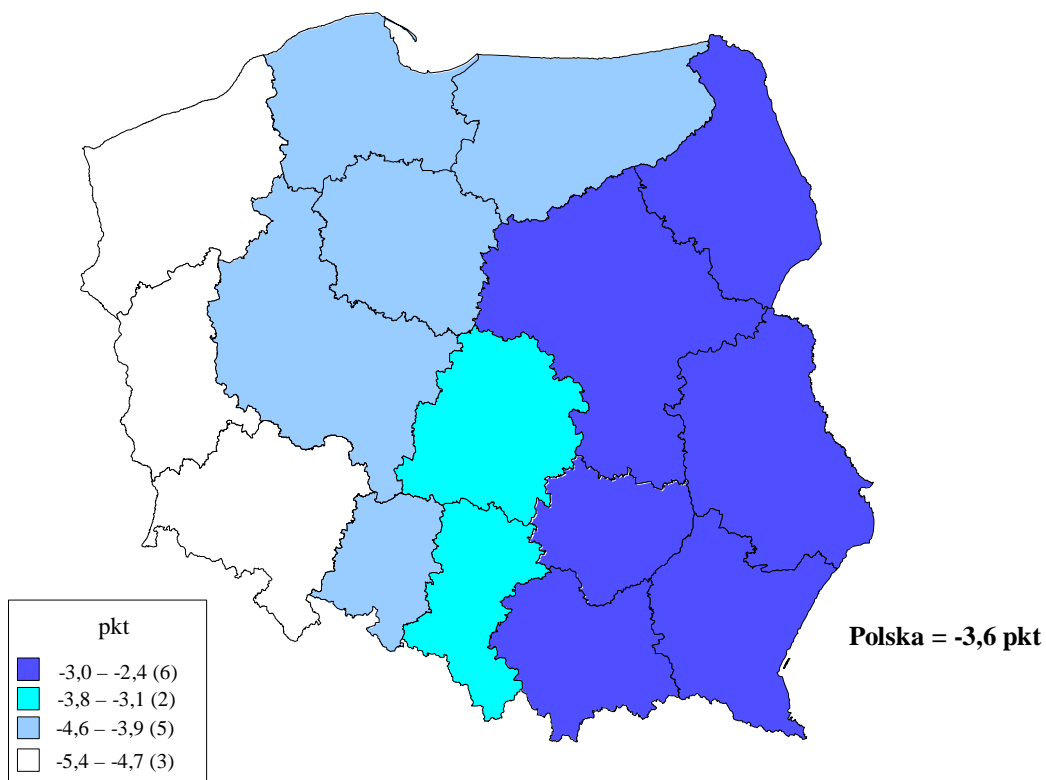 pkt
-3,0 – -2,4 (6)
-3,8 – -3,1 (2)
-4,6 – -3,9 (5)
-5,4 – -4,7 (3)
Polska = -3,6 pkt